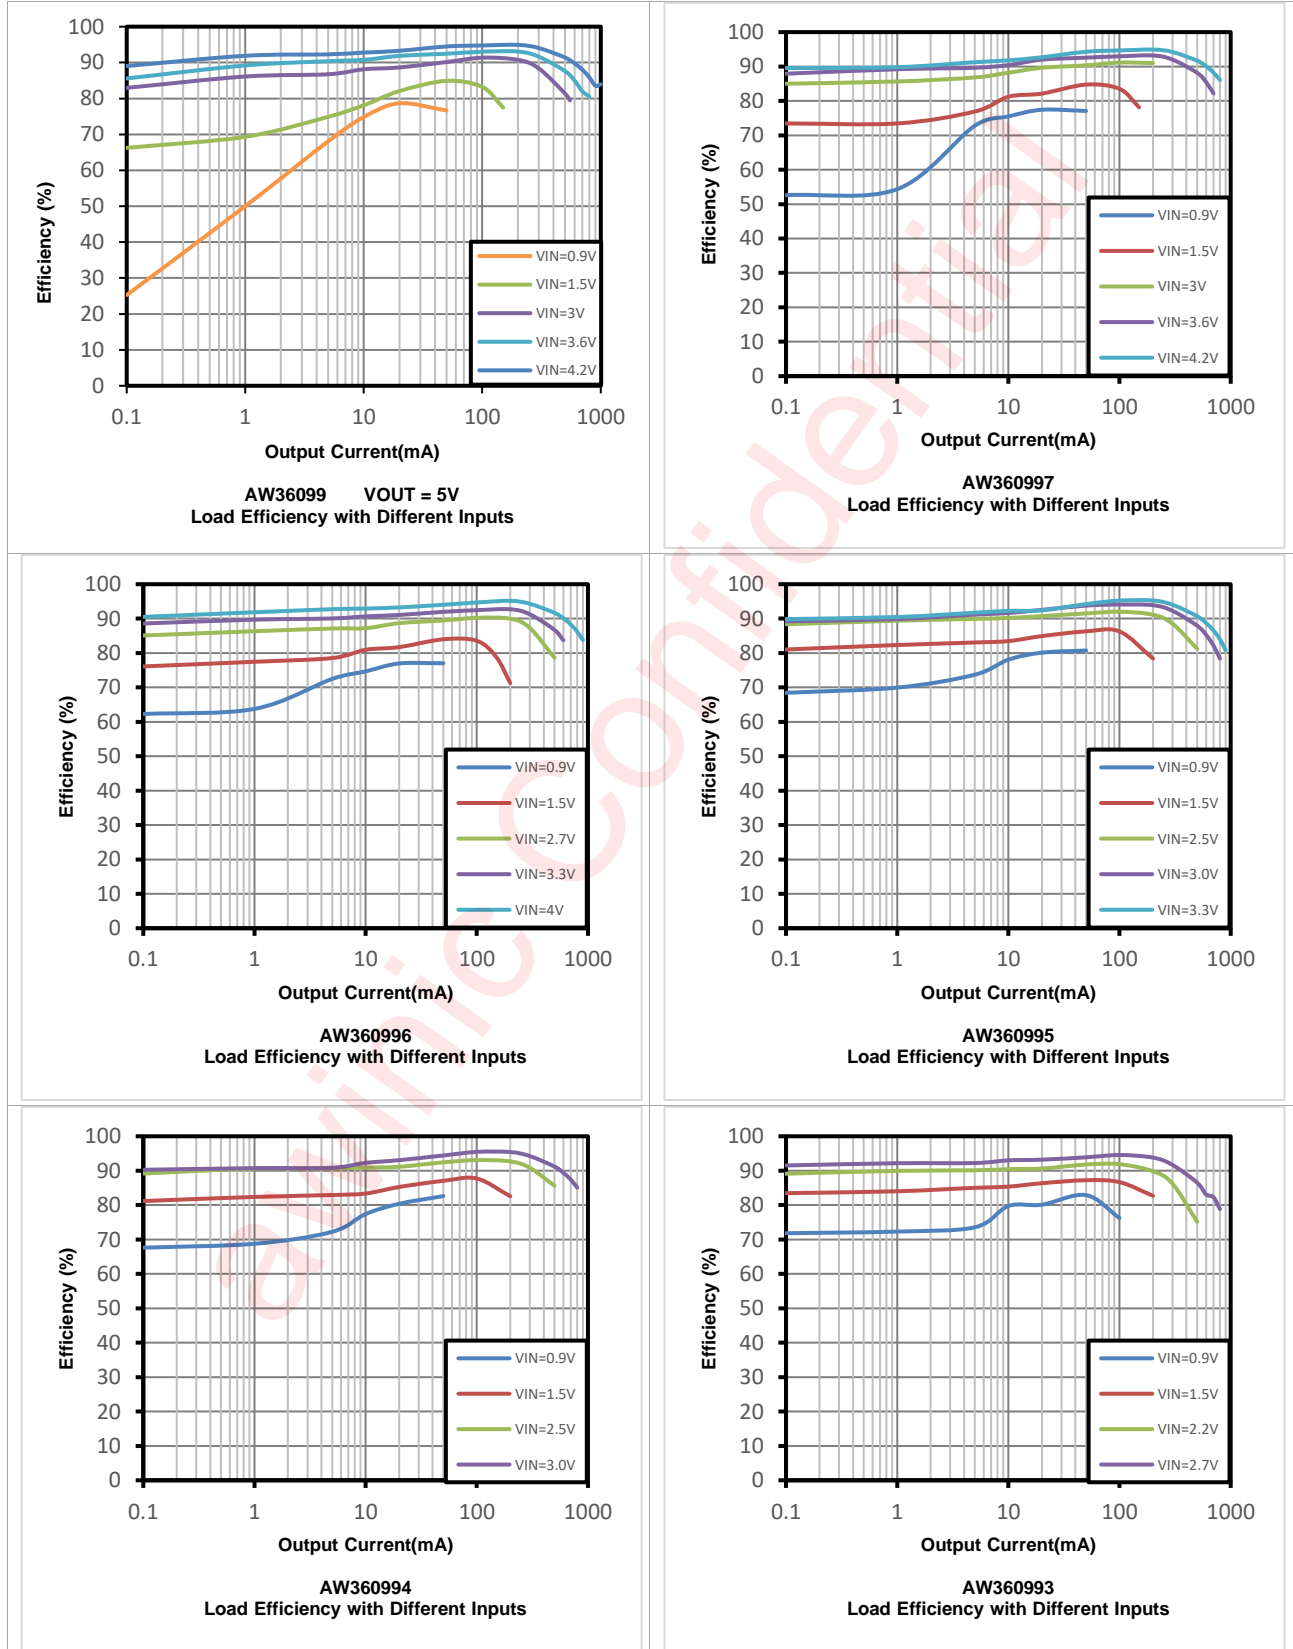 100
90
80
70
60
50
40
30
20
10
0
Efficiency (%)
VIN=0.9V
VIN=1.5V
VIN=3V
VIN=3.6V
VIN=4.2V
0.1 1 10 100 1000
Output Current(mA)
AW36099 VOUT = 5V
Load Efficiency with Different Inputs
100
90
80
70
60
50
40
30
20
10
0
Efficiency (%)
VIN=0.9V
VIN=1.5V
VIN=3V
VIN=3.6V
VIN=4.2V
0.1 1 10 100 1000
Output Current(mA)
AW360997
Load Efficiency with Different Inputs
100
90
80
70
60
50
40
30
20
10
0
Efficiency (%)
VIN=0.9V
VIN=1.5V
VIN=2.7V
VIN=3.3V
VIN=4V
0.1 1 10 100 1000
Output Current(mA)
AW360996
Load Efficiency with Different Inputs
100
90
80
70
60
50
40
30
20
10
0
Efficiency (%)
VIN=0.9V
VIN=1.5V
VIN=2.5V
VIN=3.0V
VIN=3.3V
0.1 1 10 100 1000
Output Current(mA)
AW360995
Load Efficiency with Different Inputs
100
90
80
70
60
50
40
30
20
10
0
Efficiency (%)
VIN=0.9V
VIN=1.5V
VIN=2.5V
VIN=3.0V
0.1 1 10 100 1000
Output Current(mA)
AW360994
Load Efficiency with Different Inputs
100
90
80
70
60
50
40
30
20
10
0
Efficiency (%)
VIN=0.9V
VIN=1.5V
VIN=2.2V
VIN=2.7V
0.1 1 10 100 1000
Output Current(mA)
AW360993
Load Efficiency with Different Inputs
awinic Confidential